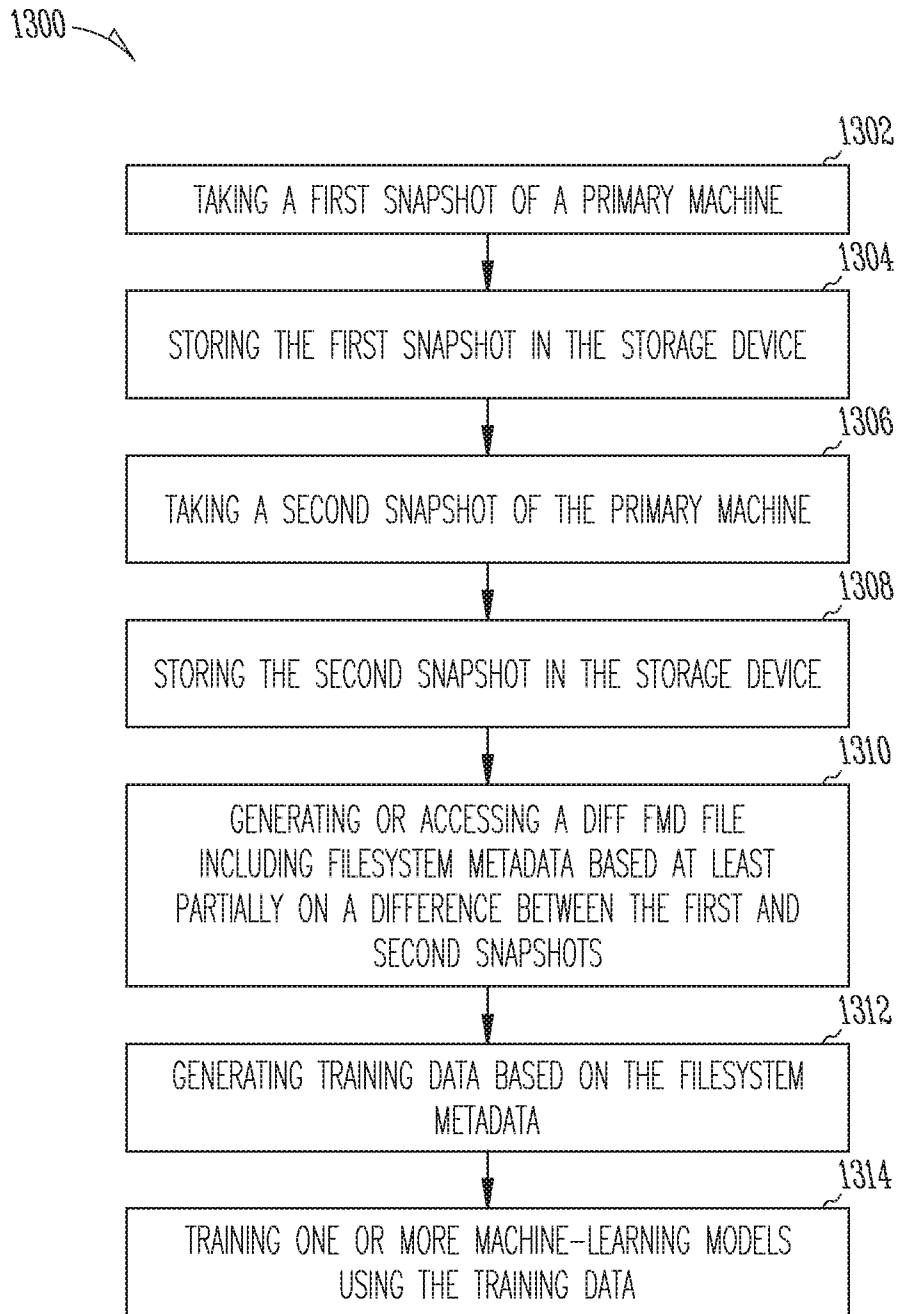 1300
1302
TAKING A FIRST SNAPSHOT OF A PRIMARY MACHINE
1304
STORING THE FIRST SNAPSHOT IN THE STORAGE DEVICE
1306
TAKING A SECOND SNAPSHOT OF THE PRIMARY MACHINE
1308
STORING THE SECOND SNAPSHOT IN THE STORAGE DEVICE
1310
GENERATING OR ACCESSING A DIFF FMD FILE
INCLUDING FILESYSTEM METADATA BASED AT LEAST
PARTIALLY ON A DIFFERENCE BETWEEN THE FIRST AND
SECOND SNAPSHOTS
1312
GENERATING TRAINING DATA BASED ON THE FILESYSTEM
METADATA
1314
TRAINING ONE OR MORE MACHINE-LEARNING MODELS
USING THE TRAINING DATA